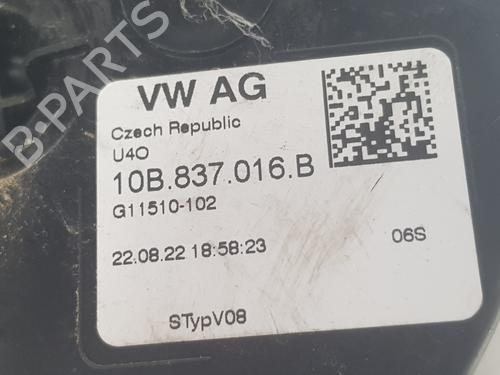 B-PARTS
VW AG
Czech Republic
U4O
10B.837.016.B
G11510-102
22.08.22 18:58:23
06S
STypV08